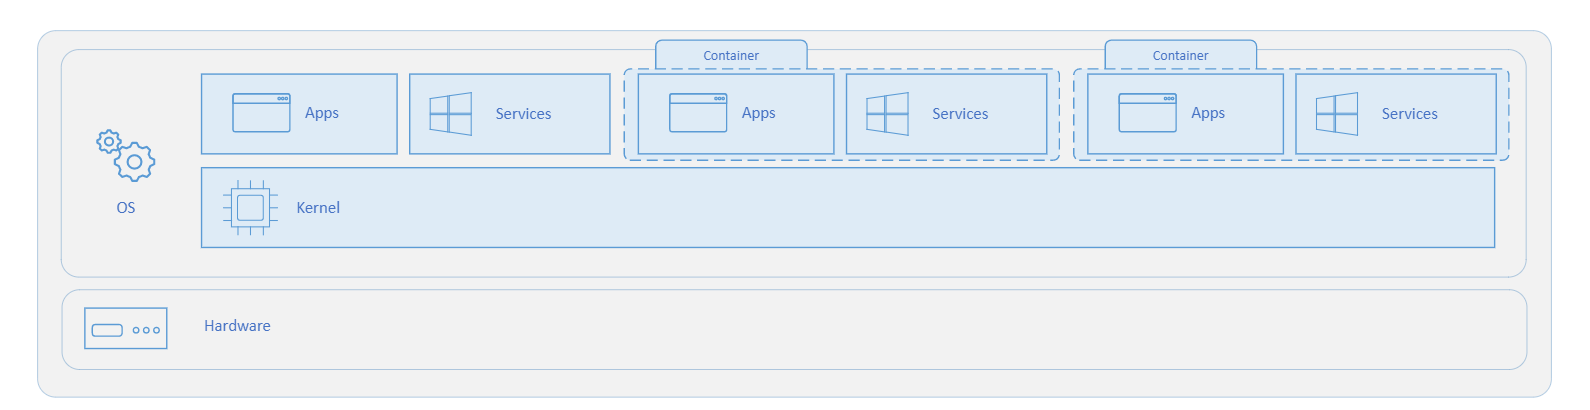 Container
Container
Apps
Services
Apps
Services
Apps
Services
OS
Kernel
Hardware